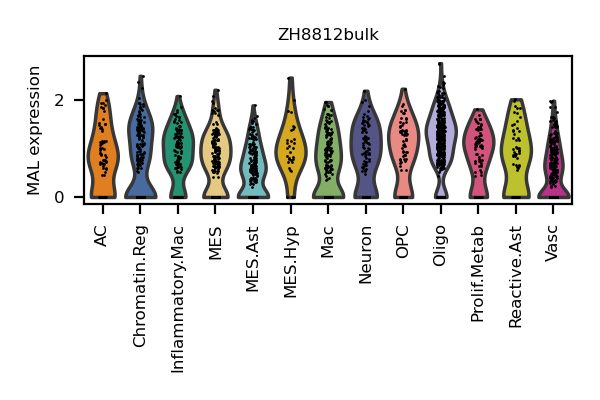 ZH8812bulk
MAL expression
2
0
AC
Chromatin.Reg
Inflammatory.Mac
MES
MES.Ast
MES.Hyp
Mac
Neuron
OPC
Oligo
Prolif.Metab
Reactive.Ast
Vasc